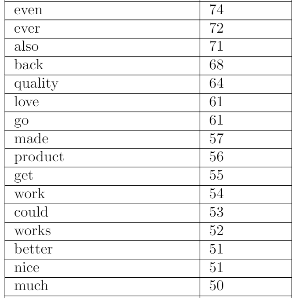 even 74
ever 72
also 71
back 68
quality 64
love 61
go 61
made 57
product 56
get 55
work 54
could 53
works 52
better 51
nice 51
much 50